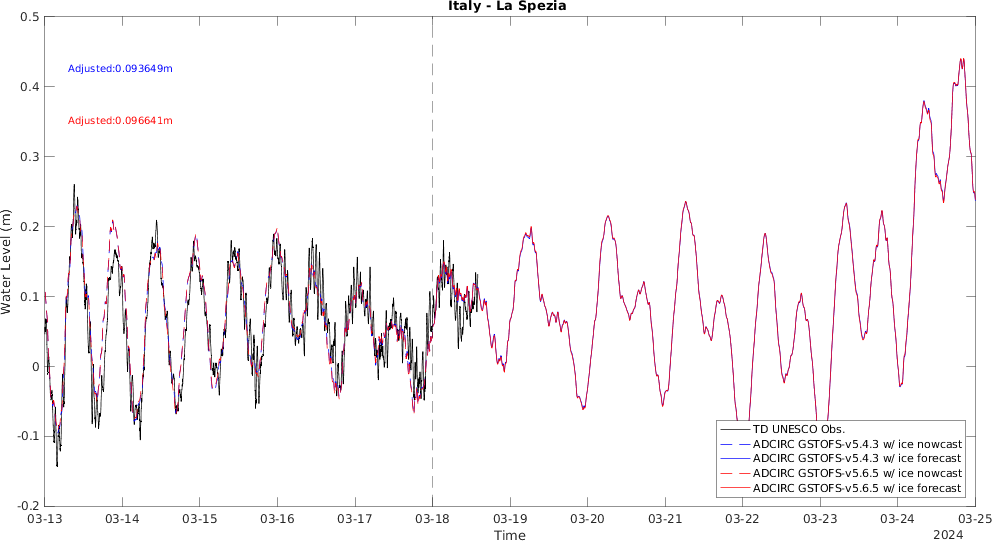 Italy - La Spezia
0.5
0.4
0.3
0.2
0.1
0
-0.1
-0.2
Water Level (m)
Adjusted:0.093649m
Adjusted:0.096641m
TD UNESCO Obs.
ADCIRC GSTOFS-v5.4.3 w/ ice nowcast
ADCIRC GSTOFS-v5.4.3 w/ ice forecast
ADCIRC GSTOFS-v5.6.5 w/ ice nowcast
ADCIRC GSTOFS-v5.6.5 w/ ice forecast
03-13 03-14 03-15 03-16 03-17 03-18 03-19 03-20 03-21 03-22 03-23 03-24 03-25
Time
2024